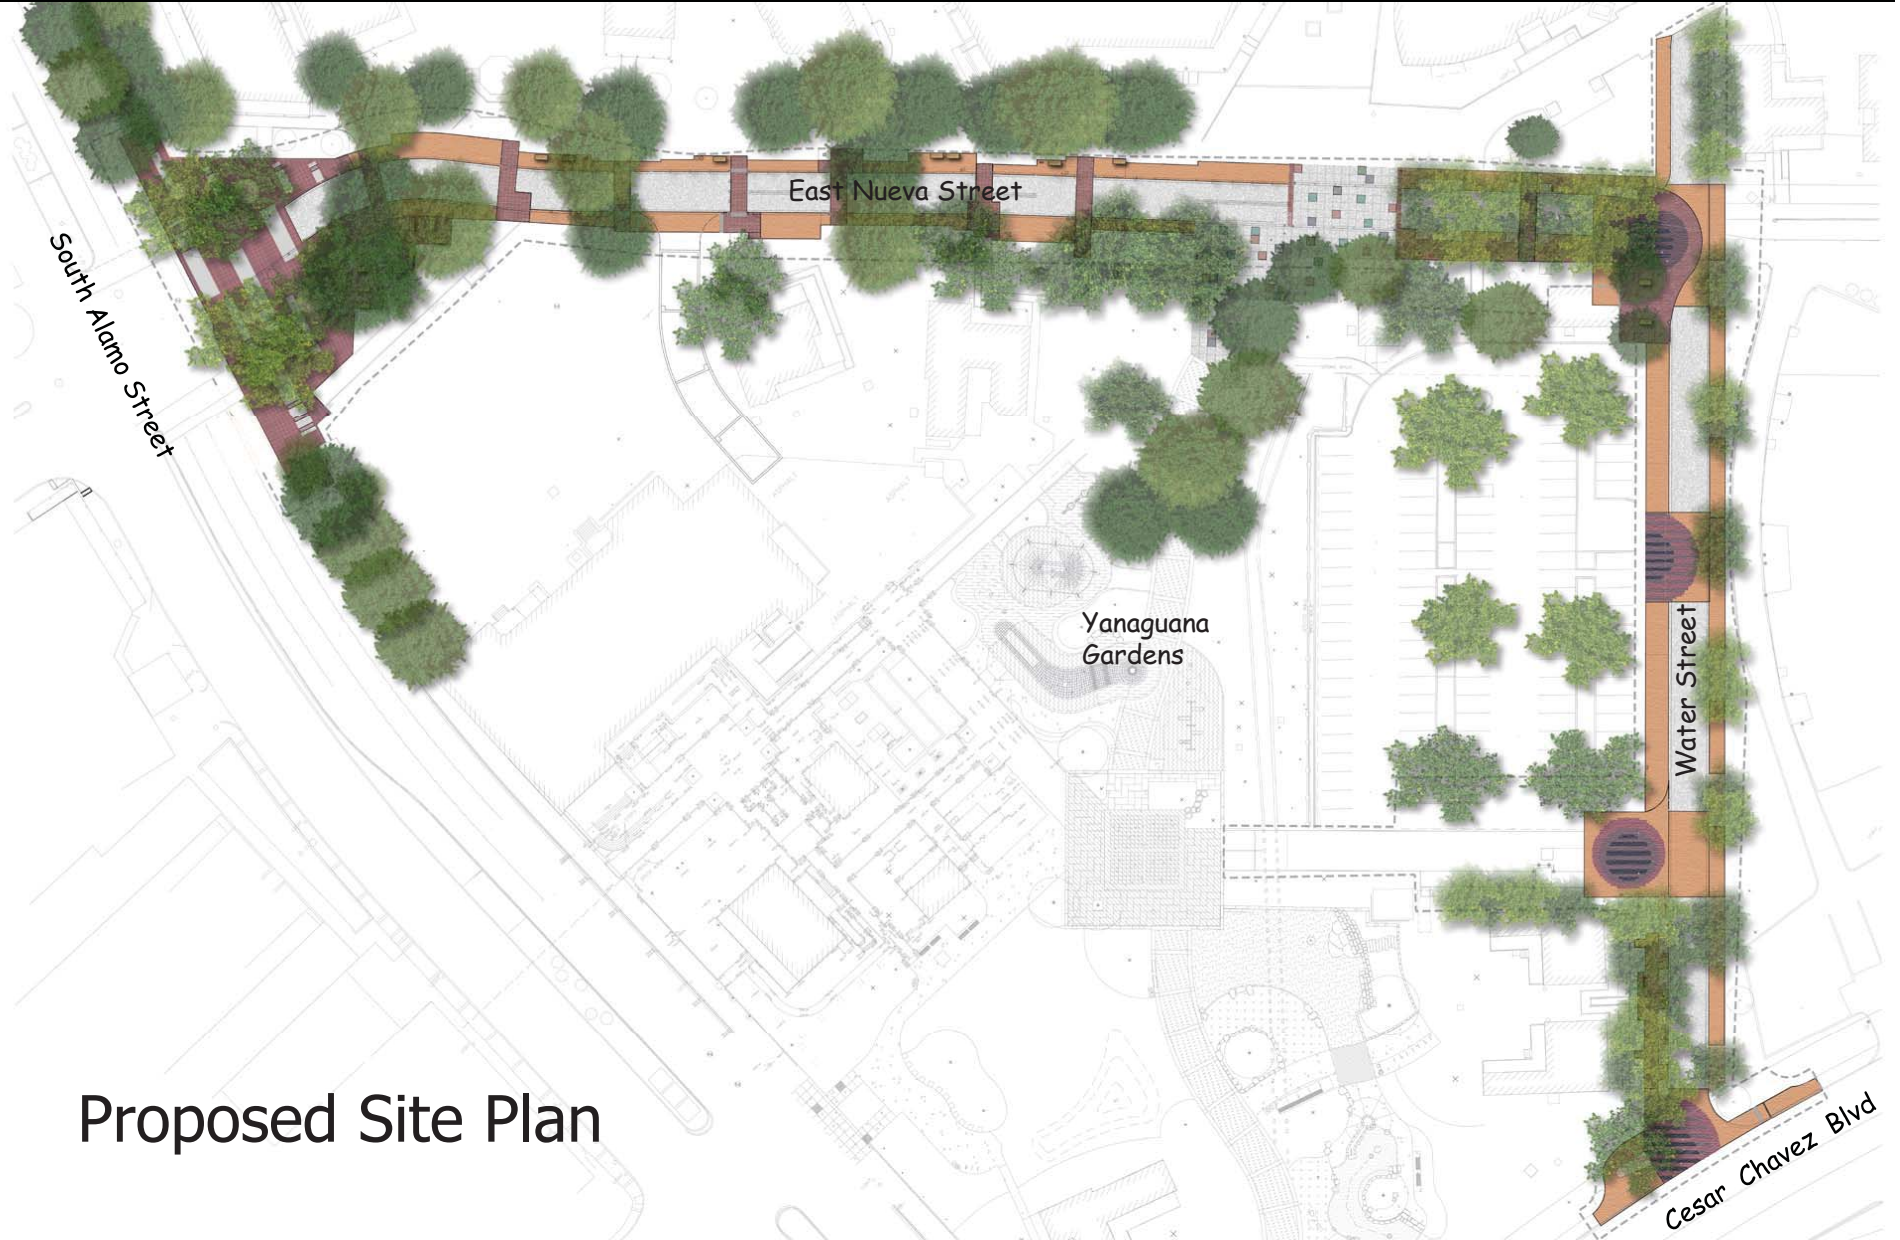 East Nueva Street
South Alamo Street
Yanaguana
Gardens
Water Street
Proposed Site Plan
Cesar Chavez Blvd